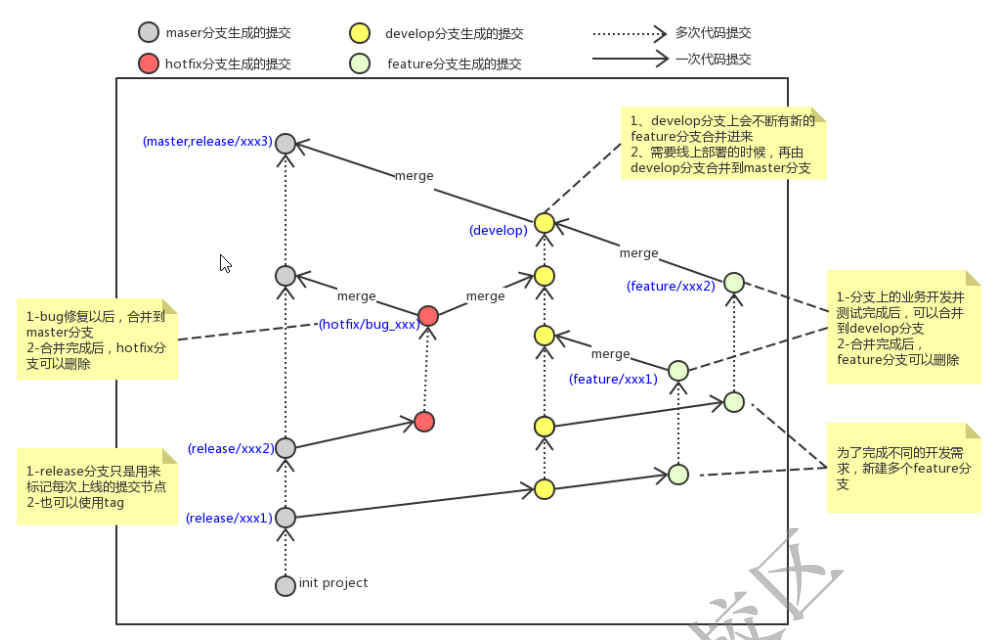 maser分支生成的提交
develop分支生成的提交
多次代码提交
hotfix分支生成的提交
feature分支生成的提交
一次代码提交
1、develop分支上会不断有新的
feature分支合并进来
2、需要线上部署的时候，再由
develop分支合并到master分支
(master,release/xxx3)
merge
(develop)
merge
(feature/xxx2)
merge
merge
1-bug修复以后，合并到
master分支
2-合并完成后，hotfix分
支可以删除
(hotfix/bug_xxx)
1-分支上的业务开发并
测试完成后，可以合并
到develop分支
2-合并完成后，
feature分支可以删除
merge
(feature/xxx1)
(release/xxx2)
为了完成不同的开发需
求，新建多个feature分
支
1-release分支只是用来
标记每次上线的提交节点
2-也可以使用tag
(release/xxx1)
init project
校区